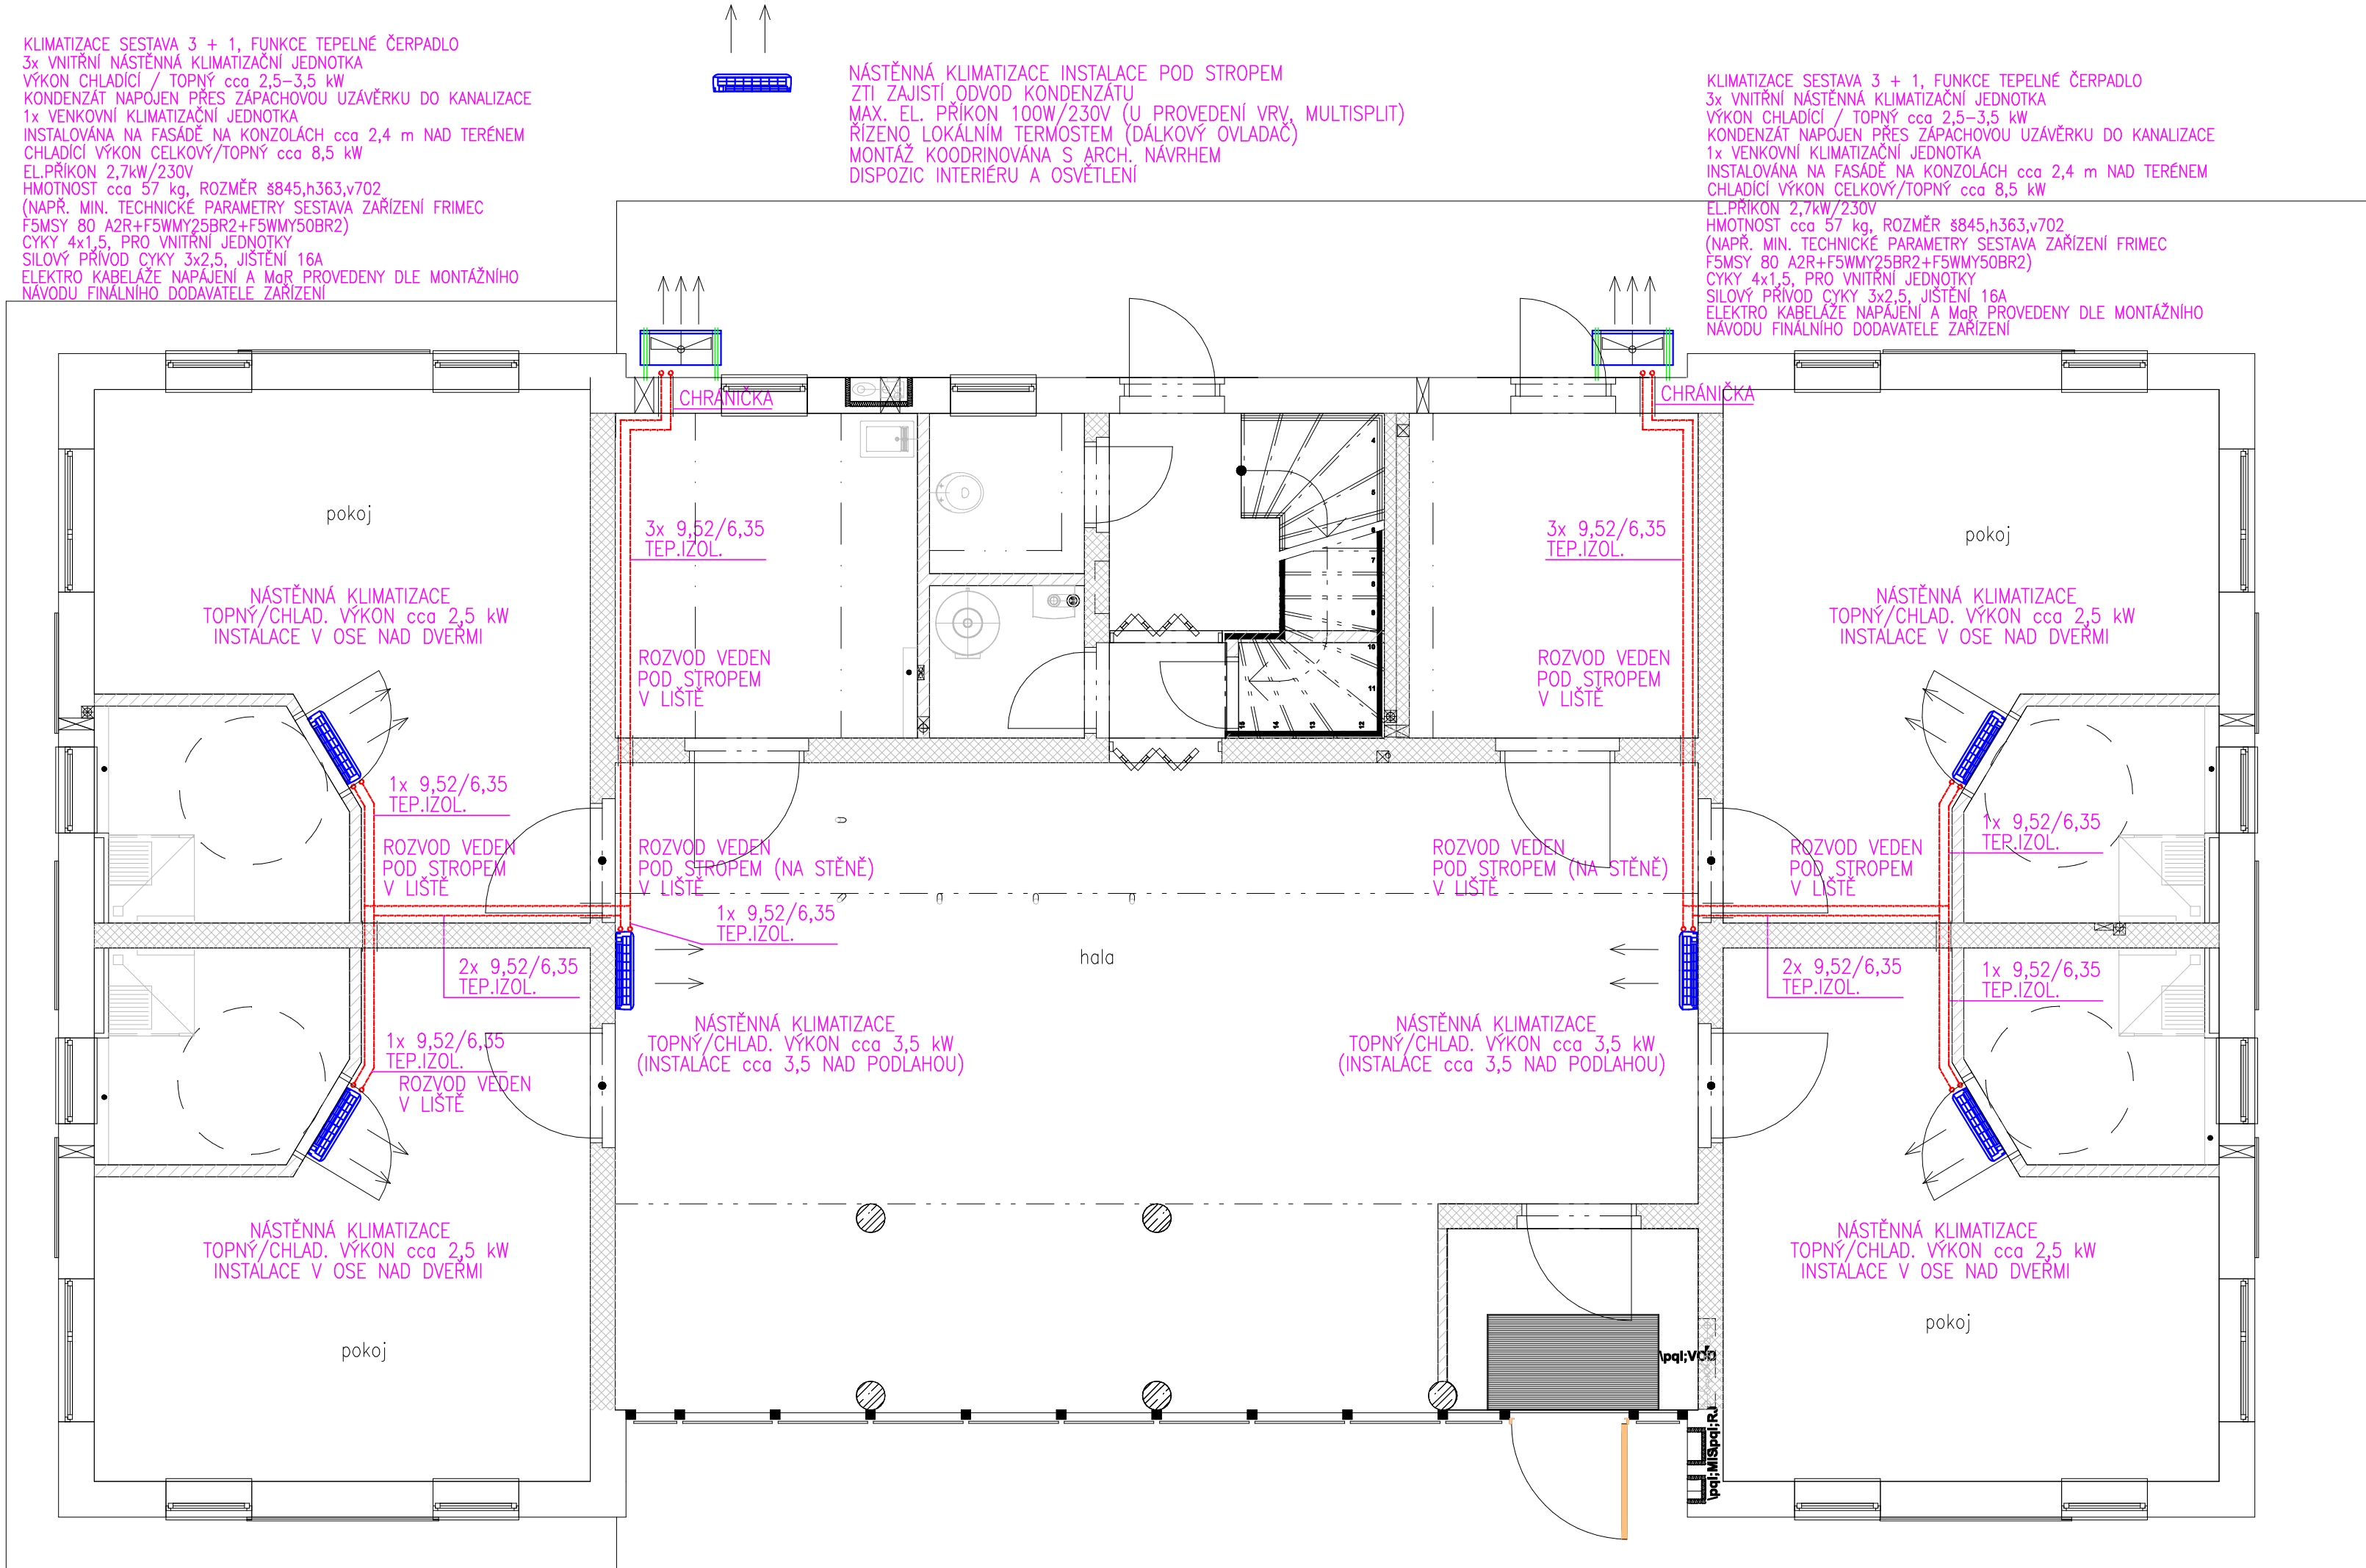 KLIMATIZACE SESTAVA 3 + 1, FUNKCE TEPELNÉ ČERPADLO
3x VNITŘNÍ NÁSTĚNNÁ KLIMATIZAČNÍ JEDNOTKA
VÝKON CHLADÍCÍ / TOPNÝ cca 2,5-3,5 kW
KONDENZÁT NAPOJEN PŘES ZÁPACHOVOU UZÁVĚRKU DO KANALIZACE
1x VENKOVNÍ KLIMATIZAČNÍ JEDNOTKA
INSTALOVÁNA NA FASÁDĚ NA KONZOLÁCH cca 2,4 m NAD TERÉNEM
CHLADÍCÍ VÝKON CELKOVÝ/TOPNÝ cca 8,5 kW
EL.PŘÍKON 2,7kW/230V
HMOTNOST cca 57 kg, ROZMĚR š845,h363,v702
(NAPŘ. MIN. TECHNICKÉ PARAMETRY SESTAVA ZAŘÍZENÍ FRIMEC
F5MSY 80 A2R+F5WMY25BR2+F5WMY50BR2)
CYKY 4x1,5, PRO VNITŘNÍ JEDNOTKY
SILOVÝ PŘÍVOD CYKY 3x2,5, JIŠTĚNÍ 16A
ELEKTRO KABELÁŽE NAPÁJENÍ A MaR PROVEDENY DLE MONTÁŽNÍHO
NÁVODU FINÁLNÍHO DODAVATELE ZAŘÍZENÍ
NÁSTĚNNÁ KLIMATIZACE INSTALACE POD STROPEM
ZTI ZAJISTÍ ODVOD KONDENZÁTU
MAX. EL. PŘÍKON 100W/230V (U PROVEDENÍ VRV, MULTISPLIT)
ŘÍZENO LOKÁLNÍM TERMOSTEM (DÁLKOVÝ OVLADAČ)
MONTÁŽ KOODRINOVÁNA S ARCH. NÁVRHEM
DISPOZIC INTERIÉRU A OSVĚTLENÍ
KLIMATIZACE SESTAVA 3 + 1, FUNKCE TEPELNÉ ČERPADLO
3x VNITŘNÍ NÁSTĚNNÁ KLIMATIZAČNÍ JEDNOTKA
VÝKON CHLADÍCÍ / TOPNÝ cca 2,5-3,5 kW
KONDENZÁT NAPOJEN PŘES ZÁPACHOVOU UZÁVĚRKU DO KANALIZACE
1x VENKOVNÍ KLIMATIZAČNÍ JEDNOTKA
INSTALOVÁNA NA FASÁDĚ NA KONZOLÁCH cca 2,4 m NAD TERÉNEM
CHLADÍCÍ VÝKON CELKOVÝ/TOPNÝ cca 8,5 kW
EL.PŘÍKON 2,7kW/230V
HMOTNOST cca 57 kg, ROZMĚR š845,h363,v702
(NAPŘ. MIN. TECHNICKÉ PARAMETRY SESTAVA ZAŘÍZENÍ FRIMEC
F5MSY 80 A2R+F5WMY25BR2+F5WMY50BR2)
CYKY 4x1,5, PRO VNITŘNÍ JEDNOTKY
SILOVÝ PŘÍVOD CYKY 3x2,5, JIŠTĚNÍ 16A
ELEKTRO KABELÁŽE NAPÁJENÍ A MaR PROVEDENY DLE MONTÁŽNÍHO
NÁVODU FINÁLNÍHO DODAVATELE ZAŘÍZENÍ
CHRÁNIČKA
CHRÁNIČKA
pokoj
3x 9,52/6,35
TEP.IZOL.
4
5
6
7
8
9
10
11
12
13
14
15
3x 9,52/6,35
TEP.IZOL.
pokoj
NÁSTĚNNÁ KLIMATIZACE
TOPNÝ/CHLAD. VÝKON cca 2,5 kW
INSTALACE V OSE NAD DVEŘMI
NÁSTĚNNÁ KLIMATIZACE
TOPNÝ/CHLAD. VÝKON cca 2,5 kW
INSTALACE V OSE NAD DVEŘMI
ROZVOD VEDEN
POD STROPEM
V LIŠTĚ
ROZVOD VEDEN
POD STROPEM
V LIŠTĚ
1x 9,52/6,35
TEP.IZOL.
1x 9,52/6,35
TEP.IZOL.
ROZVOD VEDEN
POD STROPEM
V LIŠTĚ
ROZVOD VEDEN
POD STROPEM (NA STĚNĚ)
V LIŠTĚ
ROZVOD VEDEN
POD STROPEM (NA STĚNĚ)
V LIŠTĚ
ROZVOD VEDEN
POD STROPEM
V LIŠTĚ
1x 9,52/6,35
TEP.IZOL.
hala
2x 9,52/6,35
TEP.IZOL.
2x 9,52/6,35
TEP.IZOL.
1x 9,52/6,35
TEP.IZOL.
1x 9,52/6,35
TEP.IZOL.
ROZVOD VEDEN
V LIŠTĚ
NÁSTĚNNÁ KLIMATIZACE
TOPNÝ/CHLAD. VÝKON cca 3,5 kW
(INSTALACE cca 3,5 NAD PODLAHOU)
NÁSTĚNNÁ KLIMATIZACE
TOPNÝ/CHLAD. VÝKON cca 3,5 kW
(INSTALACE cca 3,5 NAD PODLAHOU)
NÁSTĚNNÁ KLIMATIZACE
TOPNÝ/CHLAD. VÝKON cca 2,5 kW
INSTALACE V OSE NAD DVEŘMI
NÁSTĚNNÁ KLIMATIZACE
TOPNÝ/CHLAD. VÝKON cca 2,5 kW
INSTALACE V OSE NAD DVEŘMI
pokoj
pokoj
\pql;MIS\pql;RJ